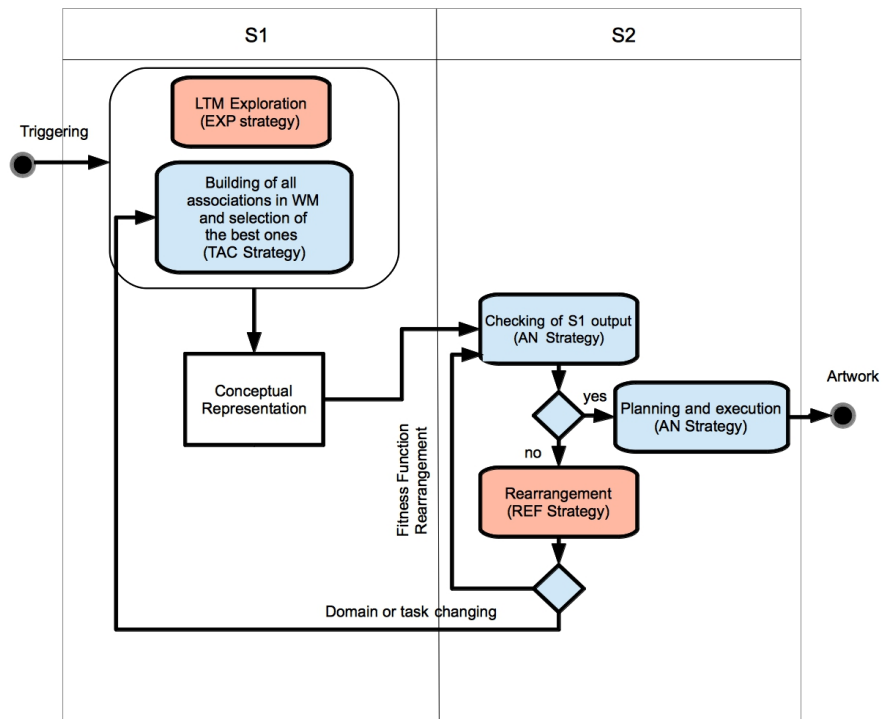 S1
S2
LTM Exploration
(EXP strategy)
Triggering
Building of all
associations in WM
and selection of
the best ones
(TAC Strategy)
Checking of S1 output
(AN Strategy)
Conceptual
Representation
yes
Planning and execution
(AN Strategy)
Artwork
no
Rearrangement
(REF Strategy)
Fitness Function
Rearrangement
Domain or task changing